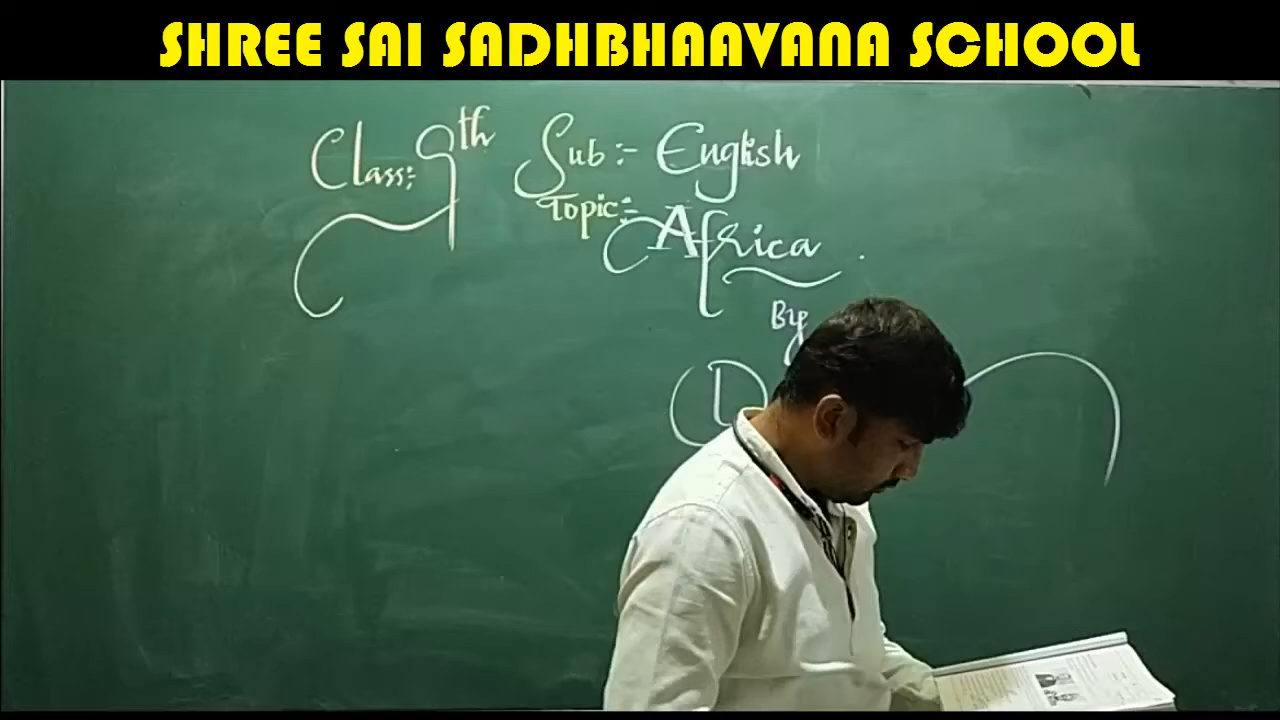 SHREE SAI SADHBHAAVANA SCHOOL
Class:- 9th Sub:- English
Topic:- Africa.
By